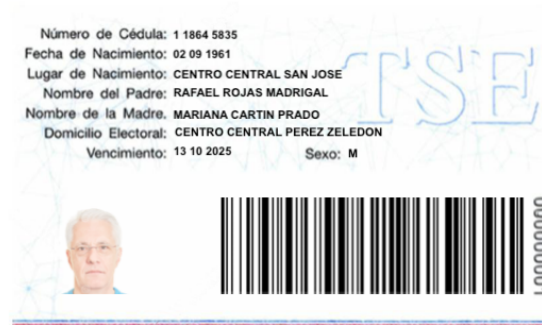 Número de Cédula: 1 1864 5835
Fecha de Nacimiento: 02 09 1961
Lugar de Nacimiento: CENTRO CENTRAL SAN JOSE
Nombre del Padre: RAFAEL ROJAS MADRIGAL
Nombre de la Madre. MARIANA CARTIN PRADO
Domicilio Electoral: CENTRO CENTRAL PEREZ ZELEDON
Vencimiento: 13 10 2025 Sexo: M
TSE